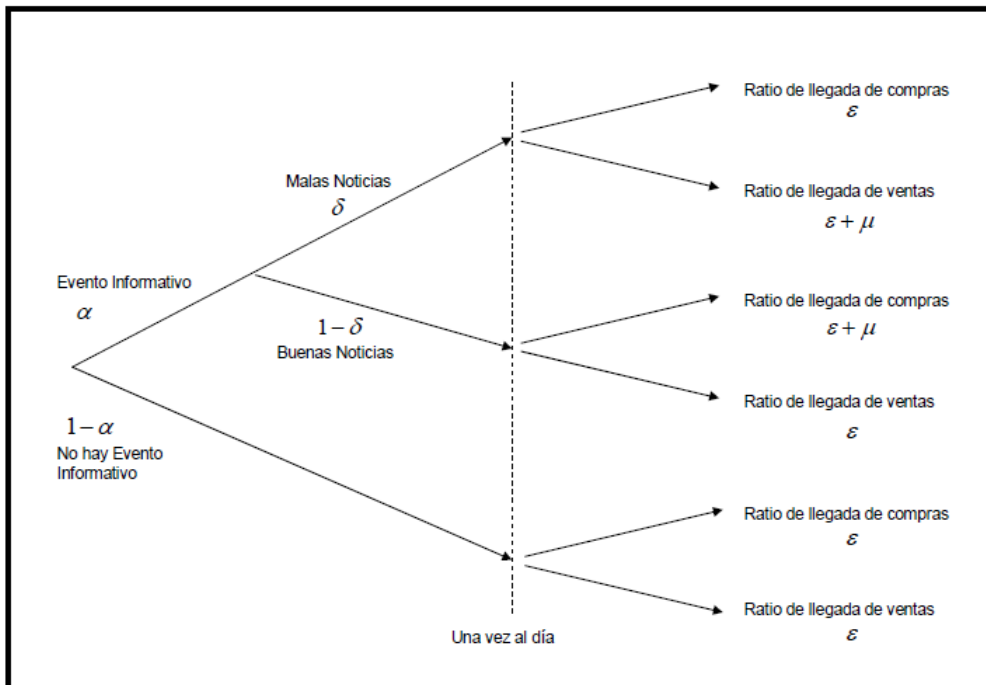 Ratio de llegada de compras
ε
Malas Noticias
δ
Ratio de llegada de ventas
ε + μ
Evento Informativo
α
1 − δ
Buenas Noticias
Ratio de llegada de compras
ε + μ
Ratio de llegada de ventas
ε
1 − α
No hay Evento
Informativo
Ratio de llegada de compras
ε
Ratio de llegada de ventas
ε
Una vez al día